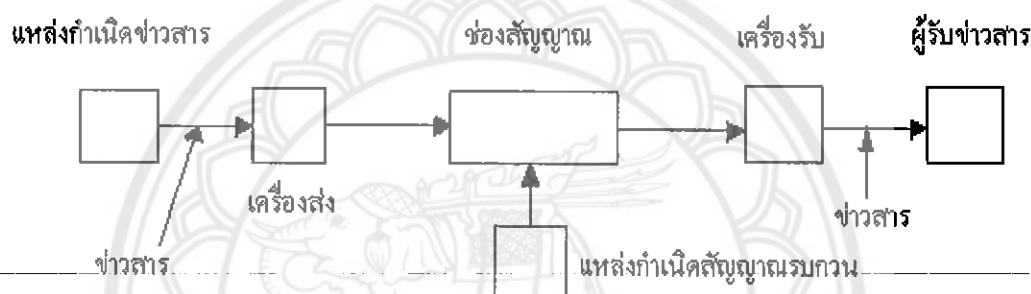 แหล่งกำเนิดข่าวสาร ช่องสัญญาณ เครื่องรับ ผู้รับข่าวสาร
เครื่องส่ง
ข่าวสาร
ข่าวสาร แหล่งกำเนิดสัญญาณรบกวน